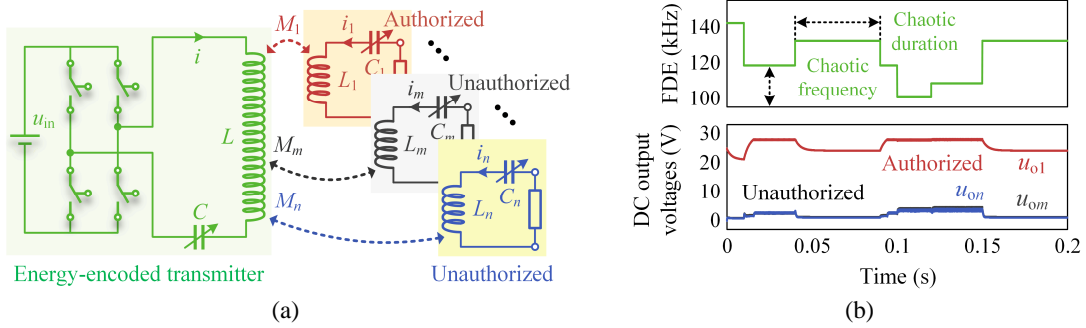 M1
i1
Authorized
C1
L1
Unauthorized
im
Cm
Lm
i
uin
L
Mm
Mn
in
Cn
Ln
C
Energy-encoded transmitter
Unauthorized
(a)
FDE (kHz)
140
120
100
Chaotic
duration
Chaotic
frequency
DC output
voltages (V)
30
20
10
0
Authorized
uo1
Unauthorized
uon
uom
0
0.05
0.1
0.15
0.2
Time (s)
(b)